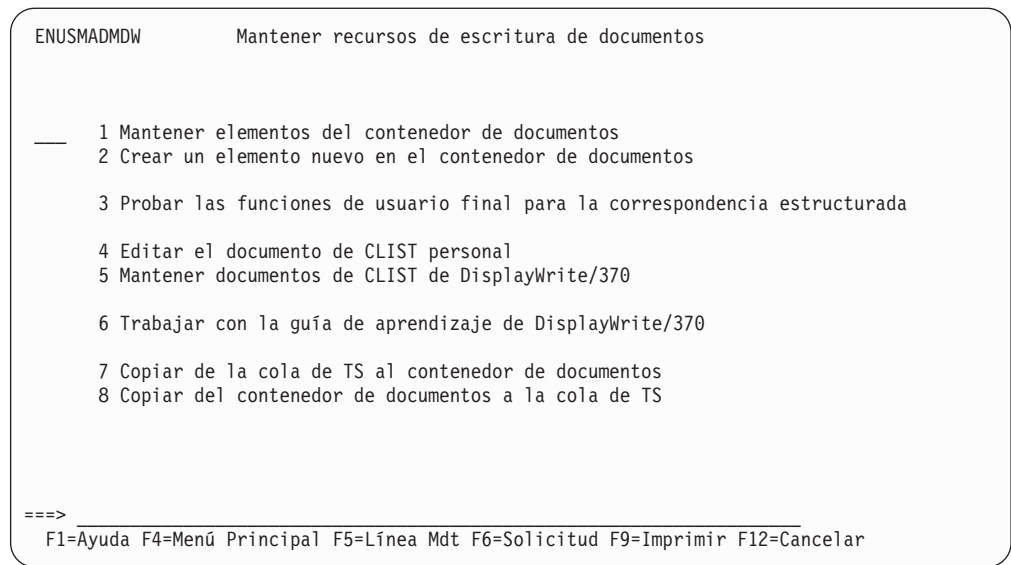 ENUSMADMDW Mantener recursos de escritura de documentos
___ 1 Mantener elementos del contenedor de documentos
2 Crear un elemento nuevo en el contenedor de documentos
3 Probar las funciones de usuario final para la correspondencia estructurada
4 Editar el documento de CLIST personal
5 Mantener documentos de CLIST de DisplayWrite/370
6 Trabajar con la guía de aprendizaje de DisplayWrite/370
7 Copiar de la cola de TS al contenedor de documentos
8 Copiar del contenedor de documentos a la cola de TS
===> ____________________________________________________________________
F1=Ayuda F4=Menú Principal F5=Línea Mdt F6=Solicitud F9=Imprimir F12=Cancelar